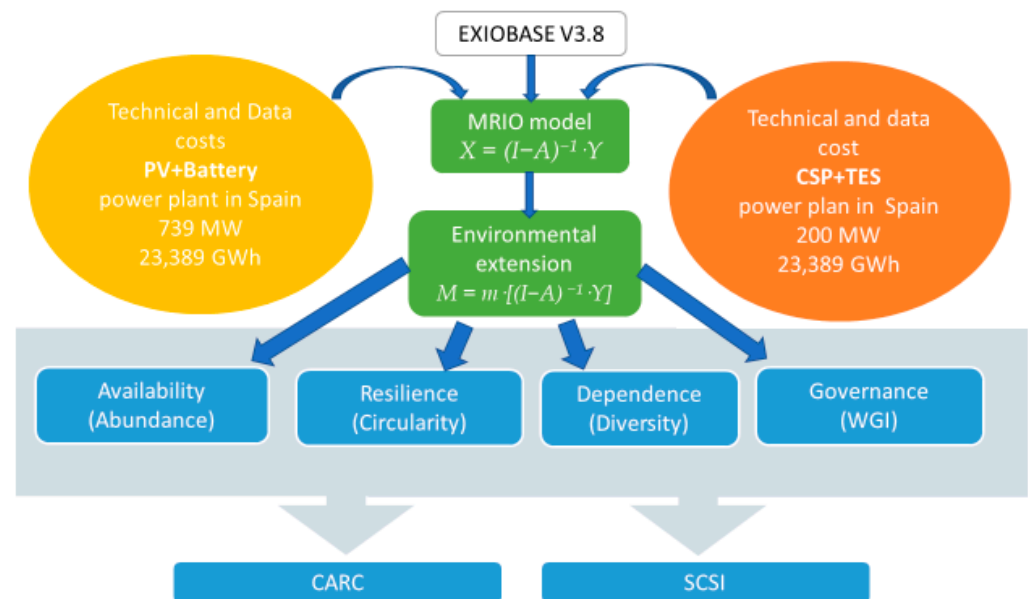 EXIOBASE V3.8
Technical and Data
costs
PV+Battery
power plant in Spain
739 MW
23,389 GWh
MRIO model
X = (I−A)⁻¹·Y
Technical and data
cost
CSP+TES
power plan in Spain
200 MW
23,389 GWh
Environmental
extension
M = m·[(I−A)⁻¹·Y]
Availability
(Abundance)
Resilience
(Circularity)
Dependence
(Diversity)
Governance
(WGI)
CARC
SCSI